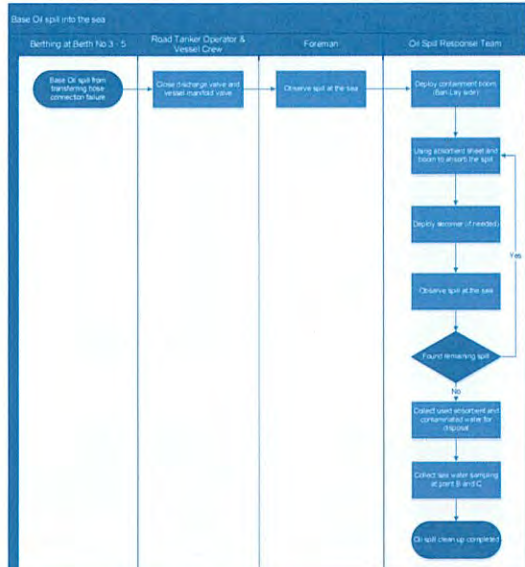 Base Oil spill into the sea
Berthing at Berth No.3 - 5
Road Tanker Operator &
Vessel Crew
Foreman
Oil Spill Response Team
Base Oil spill from
transferring hose
connection failure
Close discharge valve and
vessel manifold valve
Observe spill at the sea
Deploy containment boom
(Ban Lay side)
Using absorbent sheet and
boom to absorb the spill
Deploy skimmer (if needed)
Observe spill at the sea
Yes
Found remaining spill
No
Collect used absorbent and
contaminated water for
disposal
Collect sea water sampling
at point B and C
Oil spill clean up completed